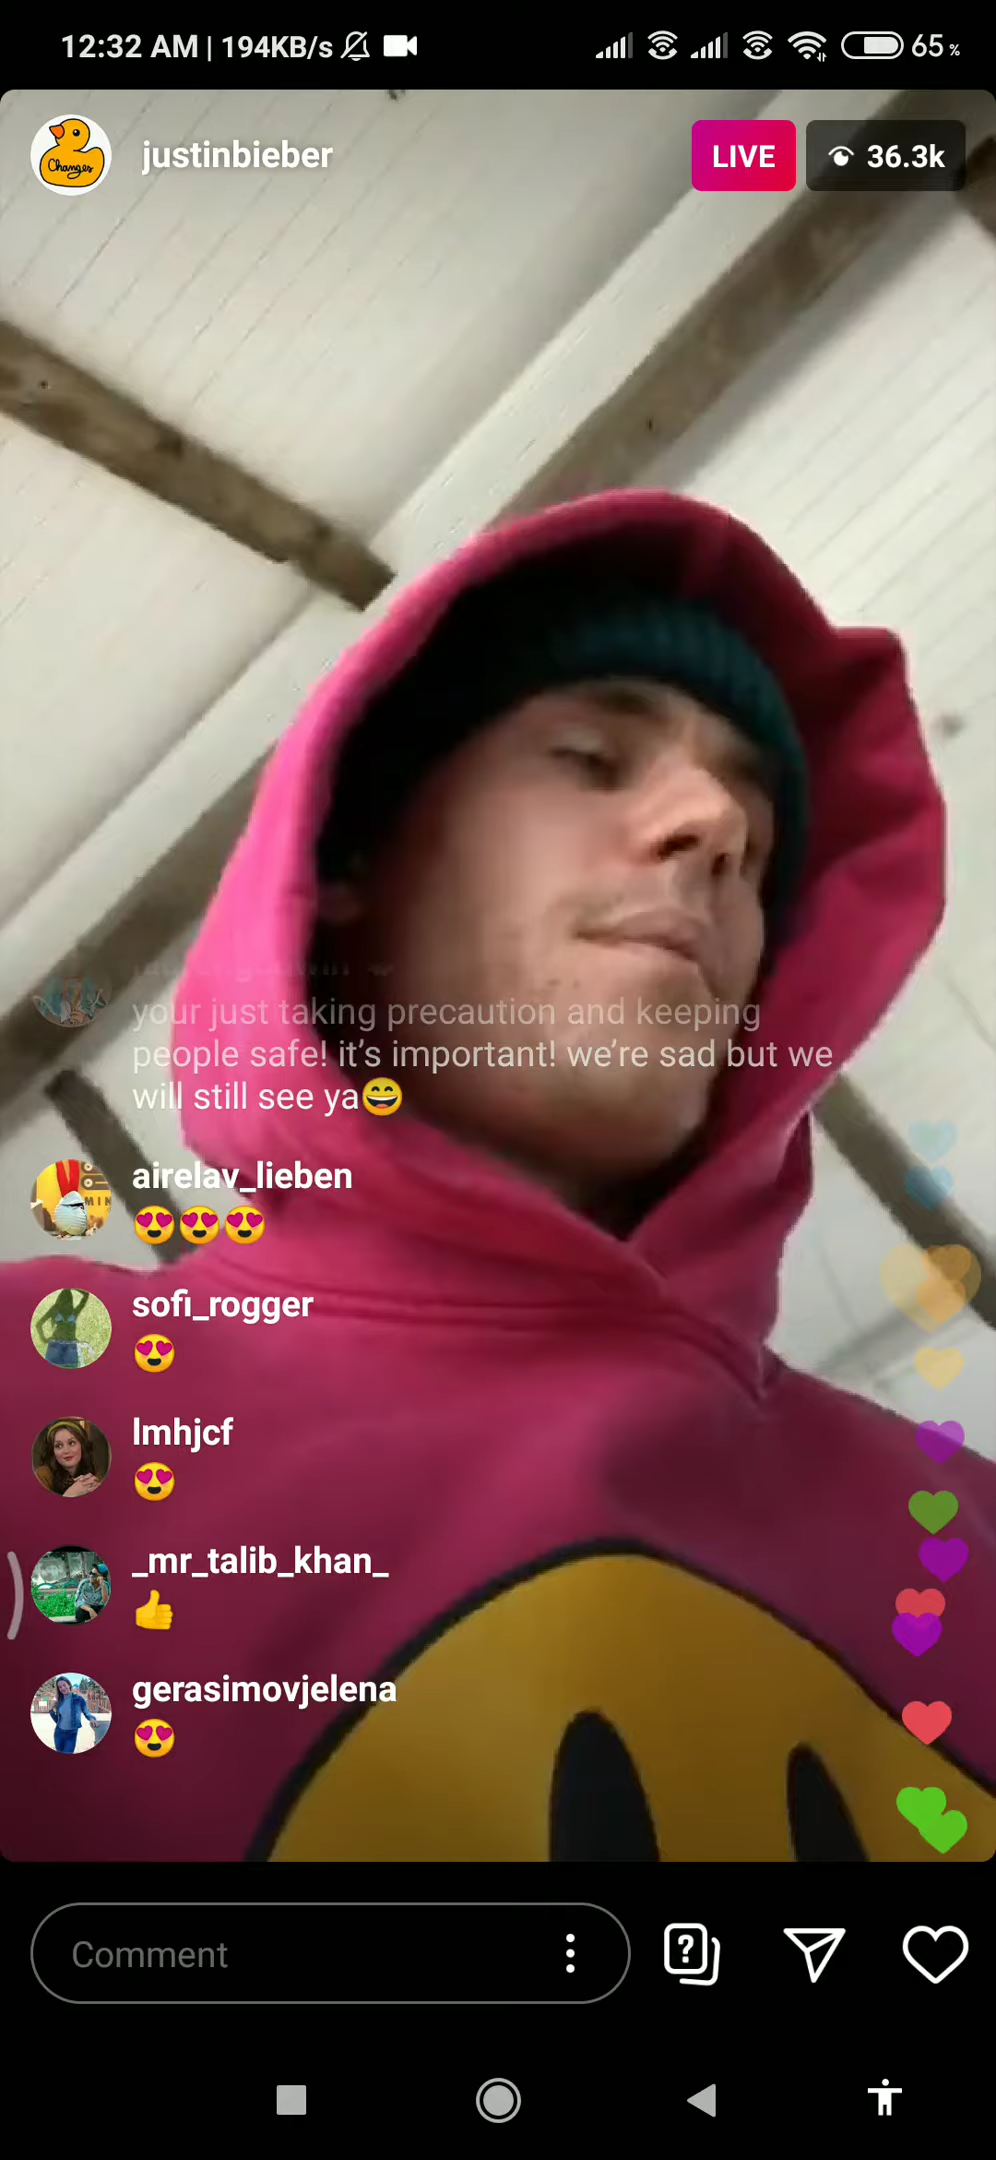 12:32 AM | 194KB/s
65 %
Changes
justinbieber
LIVE
36.3k
your just taking precaution and keeping
people safe! it’s important! we’re sad but we
will still see ya😄
airelav_lieben
😍😍😍
sofi_rogger
😍
lmhjcf
😍
_mr_talib_khan_
👍
gerasimovjelena
😍
Comment
?